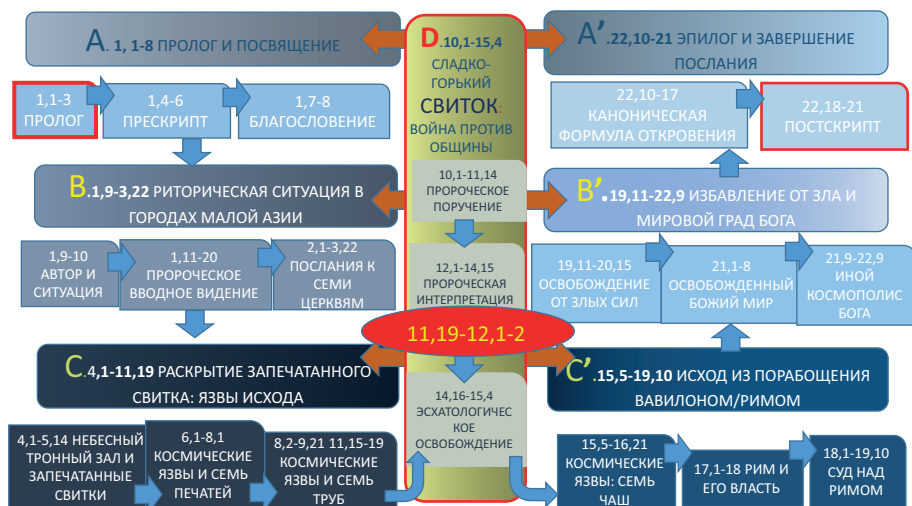 A. 1, 1-8 ПРОЛОГ И ПОСВЯЩЕНИЕ
1,1-3
ПРОЛОГ
1,4-6
ПРЕСКРИПТ
1,7-8
БЛАГОСЛОВЕНИЕ
B.1,9-3,22 РИТОРИЧЕСКАЯ СИТУАЦИЯ В
ГОРОДАХ МАЛОЙ АЗИИ
1,9-10
АВТОР И
СИТУАЦИЯ
1,11-20
ПРОРОЧЕСКОЕ
ВВОДНОЕ ВИДЕНИЕ
2,1-3,22
ПОСЛАНИЯ К
СЕМИ
ЦЕРКВЯМ
C.4,1-11,19 РАСКРЫТИЕ ЗАПЕЧАТАННОГО
СВИТКА: ЯЗВЫ ИСХОДА
4,1-5,14 НЕБЕСНЫЙ
ТРОННЫЙ ЗАЛ И
ЗАПЕЧАТАННЫЕ
СВИТКИ
6,1-8,1
КОСМИЧЕСКИЕ
ЯЗВЫ И СЕМЬ
ПЕЧАТЕЙ
8,2-9,21 11,15-19
КОСМИЧЕСКИЕ
ЯЗВЫ И СЕМЬ
ТРУБ
D.10,1-15,4
СЛАДКО-
ГОРЬКИЙ
СВИТОК:
ВОЙНА ПРОТИВ
ОБЩИНЫ
10,1-11,14
ПРОРОЧЕСКОЕ
ПОРУЧЕНИЕ
12,1-14,15
ПРОРОЧЕСКАЯ
ИНТЕРПРЕТАЦИЯ
11,19-12,1-2
14,16-15,4
ЭСХАТОЛОГИЧЕС
КОЕ
ОСВОБОЖДЕНИЕ
A'.22,10-21 ЭПИЛОГ И ЗАВЕРШЕНИЕ
ПОСЛАНИЯ
22,10-17
КАНОНИЧЕСКАЯ
ФОРМУЛА ОТКРОВЕНИЯ
22,18-21
ПОСТСКРИПТ
B'.19,11-22,9 ИЗБАВЛЕНИЕ ОТ ЗЛА И
МИРОВОЙ ГРАД БОГА
19,11-20,15
ОСВОБОЖДЕНИЕ
ОТ ЗЛЫХ СИЛ
21,1-8
ОСВОБОЖДЕННЫЙ
БОЖИЙ МИР
21,9-22,9
ИНОЙ
КОСМОПОЛИС
БОГА
C'.15,5-19,10 ИСХОД ИЗ ПОРАБОЩЕНИЯ
ВАВИЛОНОМ/РИМОМ
15,5-16,21
КОСМИЧЕСКИЕ
ЯЗВЫ: СЕМЬ
ЧАШ
17,1-18 РИМ И
ЕГО ВЛАСТЬ
18,1-19,10
СУД НАД
РИМОМ